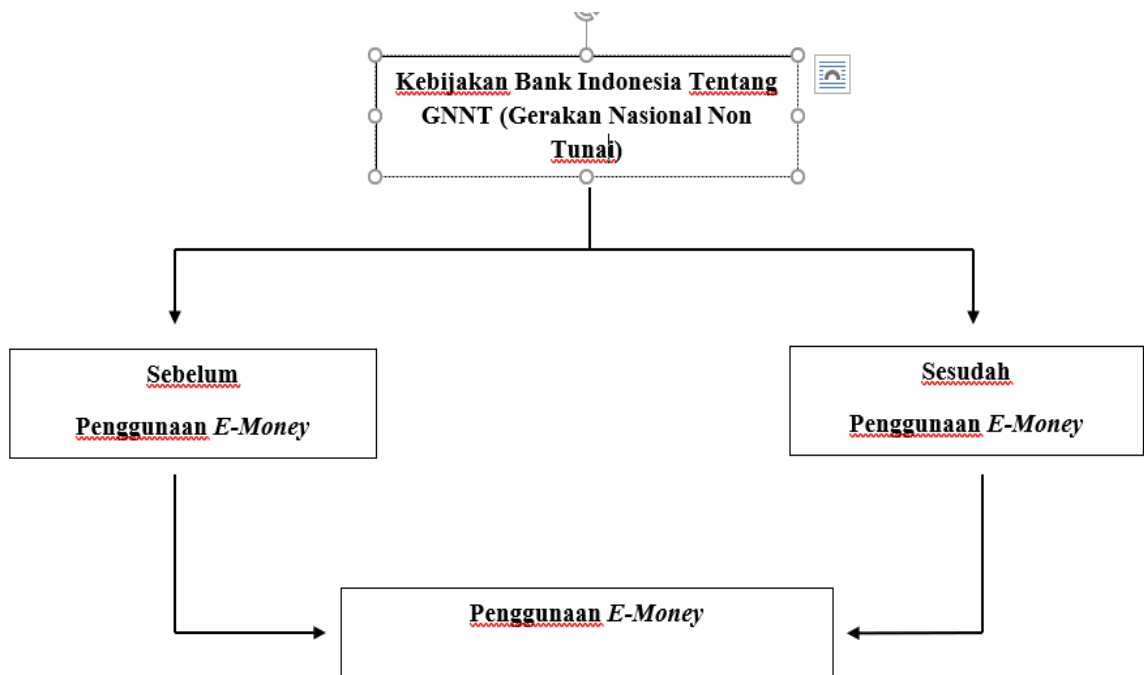 Kebijakan Bank Indonesia Tentang
GNNT (Gerakan Nasional Non
Tunai)
Sebelum
Penggunaan E-Money
Sesudah
Penggunaan E-Money
Penggunaan E-Money